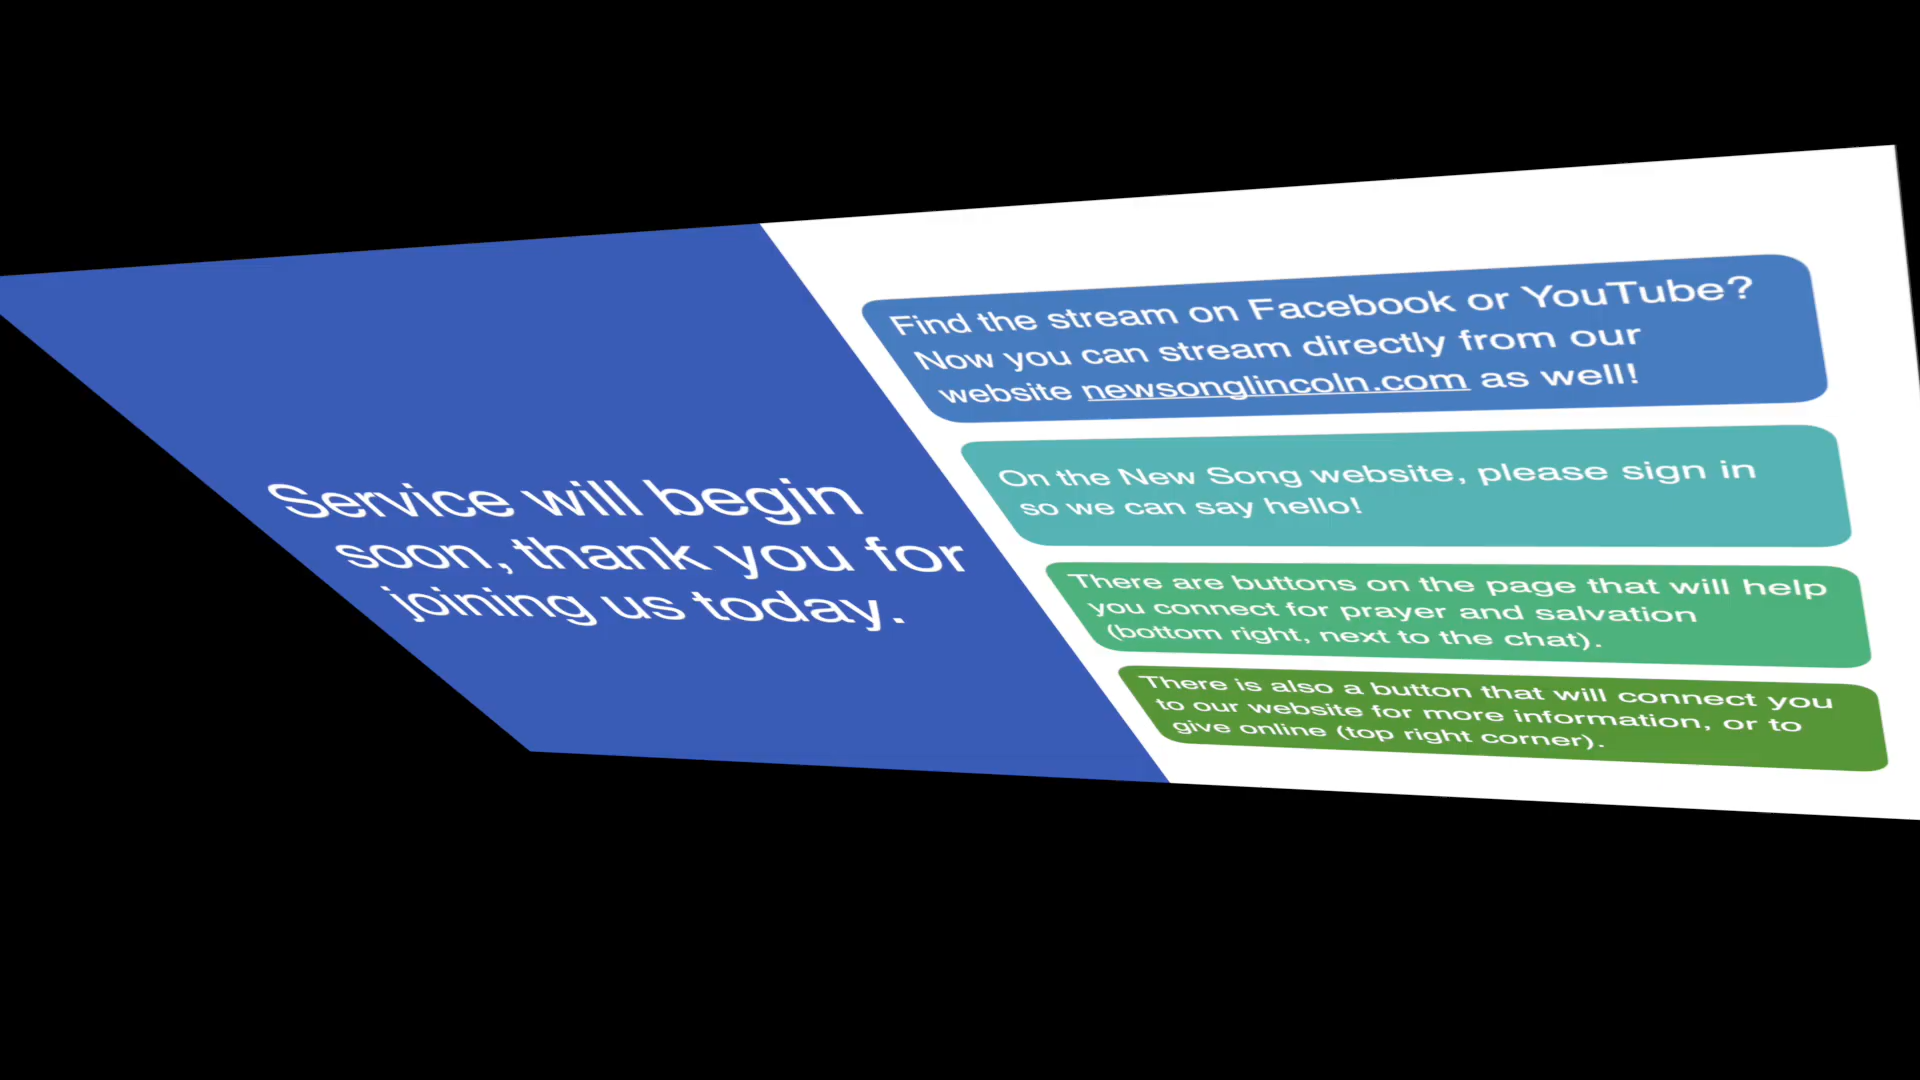 Service will begin
soon, thank you for
joining us today.
Find the stream on Facebook or YouTube?
Now you can stream directly from our
website newsonglincoln.com as well!
On the New Song website, please sign in
so we can say hello!
There are buttons on the page that will help
you connect for prayer and salvation
(bottom right, next to the chat).
There is also a button that will connect you
to our website for more information, or to
give online (top right corner).